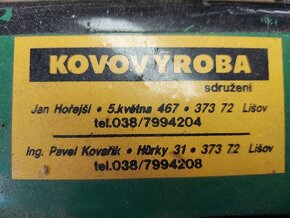 KOVOVÝROBA
sdružení
Jan Hořejší • 5.května 467 • 373 72 Lišov
tel.038/7994204
Ing. Pavel Kovařík • Hůrky 31 • 373 72 Lišov
tel.038/7994208